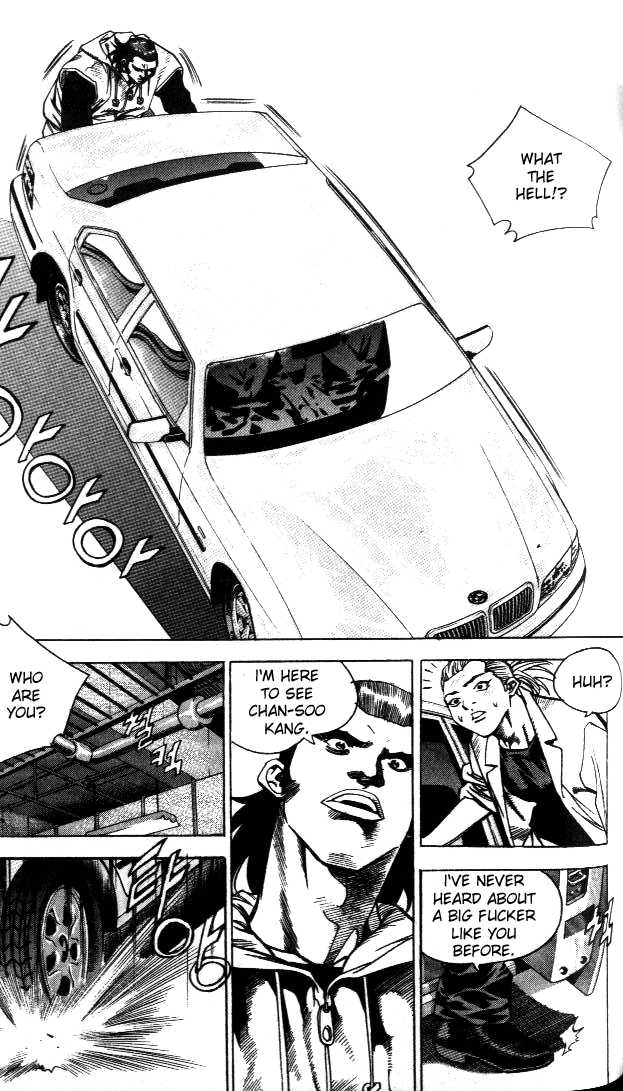 WHAT
THE
HELL!?
WHO
ARE
YOU?
I'M HERE
TO SEE
CHAN-SOO
KANG.
HUH?
I'VE NEVER
HEARD ABOUT
A BIG FUCKER
LIKE YOU
BEFORE.